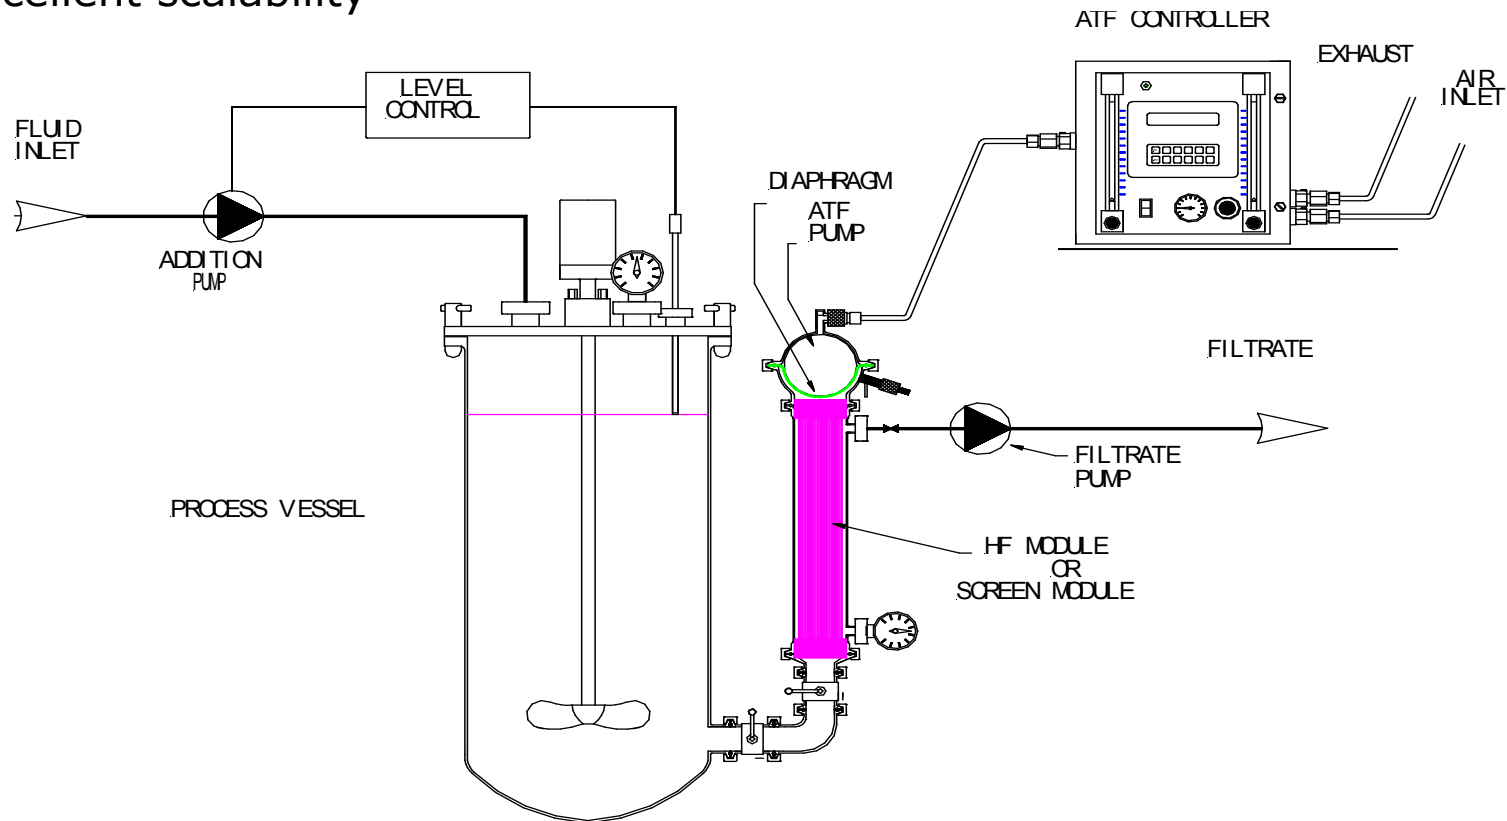 cellent scalability
ATF CONTROLLER
EXHAUST
AIR
INLET
LEVEL
CONTROL
FLUID
INLET
DIAPHRAGM
ATF
PUMP
ADDITION
PUMP
FILTRATE
FILTRATE
PUMP
PROCESS VESSEL
HF MODULE
OR
SCREEN MODULE